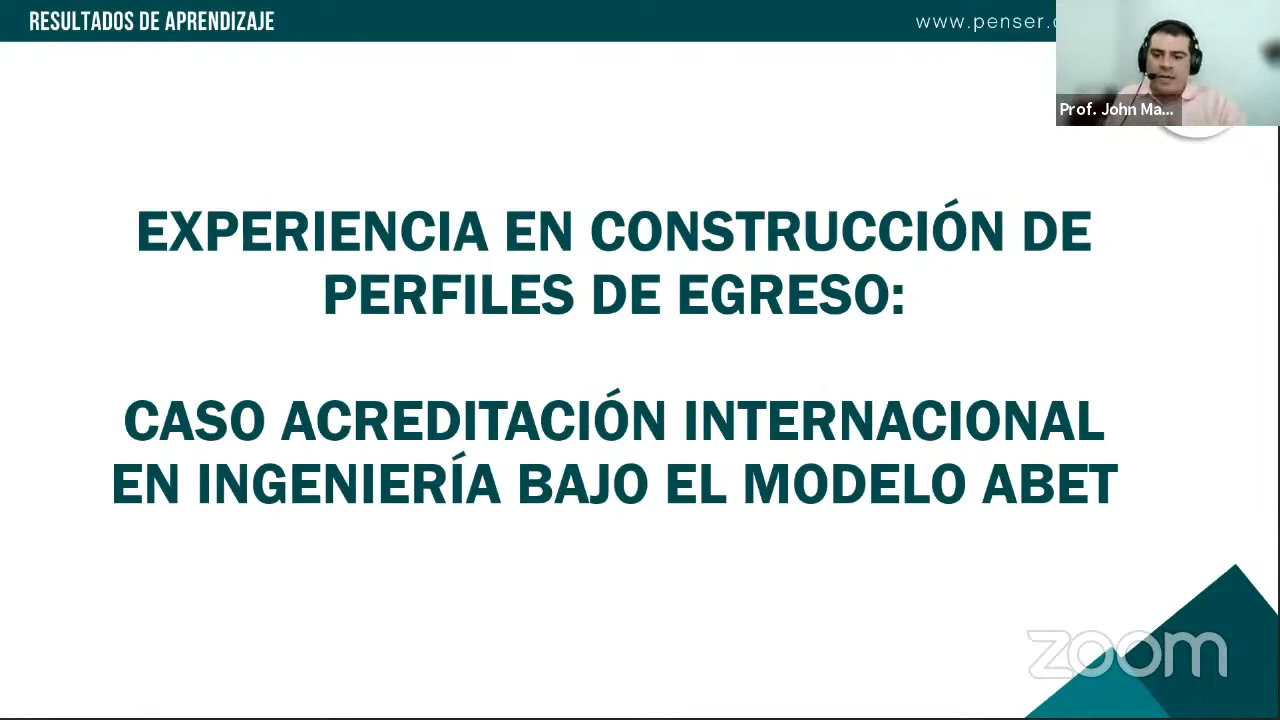 RESULTADOS DE APRENDIZAJE
www.penser.
Prof. John Ma...
EXPERIENCIA EN CONSTRUCCIÓN DE
PERFILES DE EGRESO:
CASO ACREDITACIÓN INTERNACIONAL
EN INGENIERÍA BAJO EL MODELO ABET
zoom